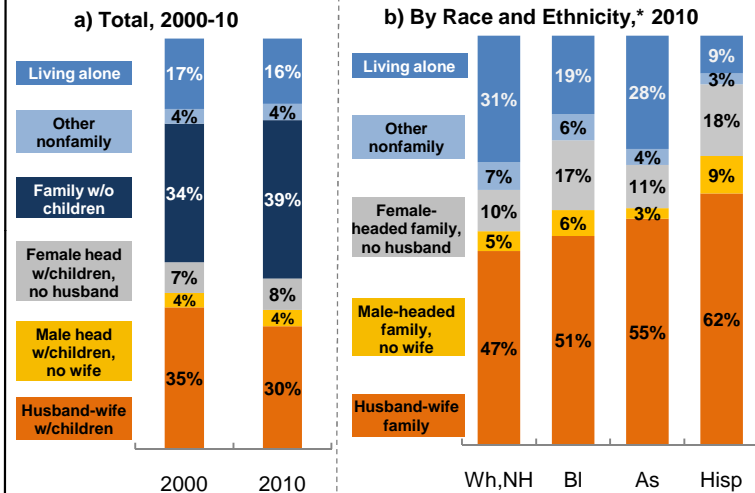 a) Total, 2000-10
Living alone
Other
nonfamily
Family w/o
children
Female head
w/children,
no husband
Male head
w/children,
no wife
Husband-wife
w/children
17%
4%
34%
7%
4%
35%
16%
4%
39%
8%
4%
30%
2000
2010
b) By Race and Ethnicity,* 2010
Living alone
Other
nonfamily
Female-
headed family,
no husband
Male-headed
family,
no wife
Husband-wife
family
31%
7%
10%
5%
47%
19%
6%
17%
6%
51%
28%
4%
11%
3%
55%
9%
3%
18%
9%
62%
Wh,NH
Bl
As
Hisp